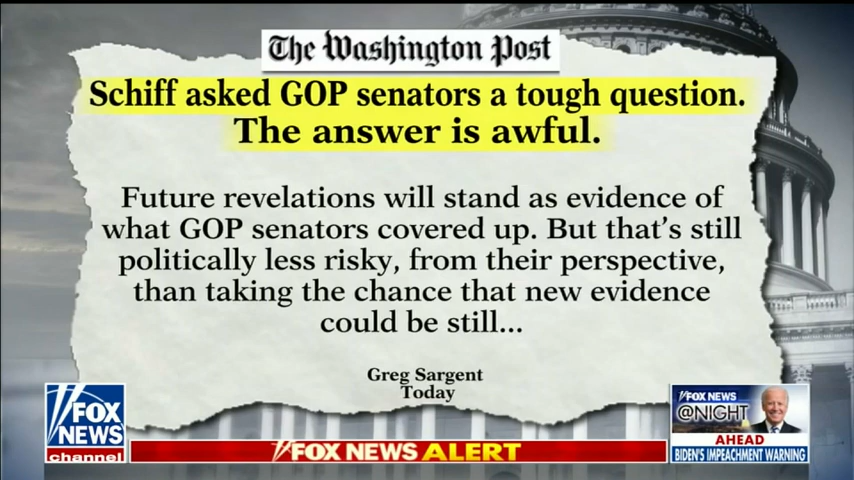 The Washington Post
Schiff asked GOP senators a tough question.
The answer is awful.
Future revelations will stand as evidence of
what GOP senators covered up. But that's still
politically less risky, from their perspective,
than taking the chance that new evidence
could be still...
Greg Sargent
Today
FOX
NEWS
channel
FOX NEWS ALERT
FOX NEWS
@NIGHT
AHEAD
BIDEN'S IMPEACHMENT WARNING